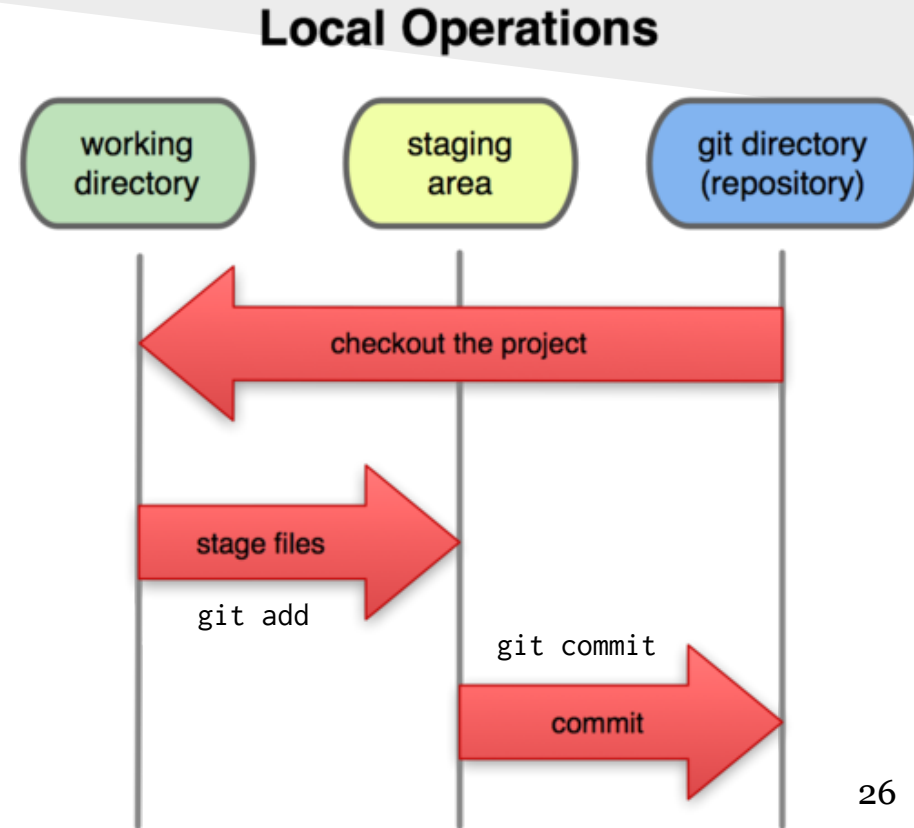 Local Operations
working
directory
staging
area
git directory
(repository)
checkout the project
stage files
git add
git commit
commit
26